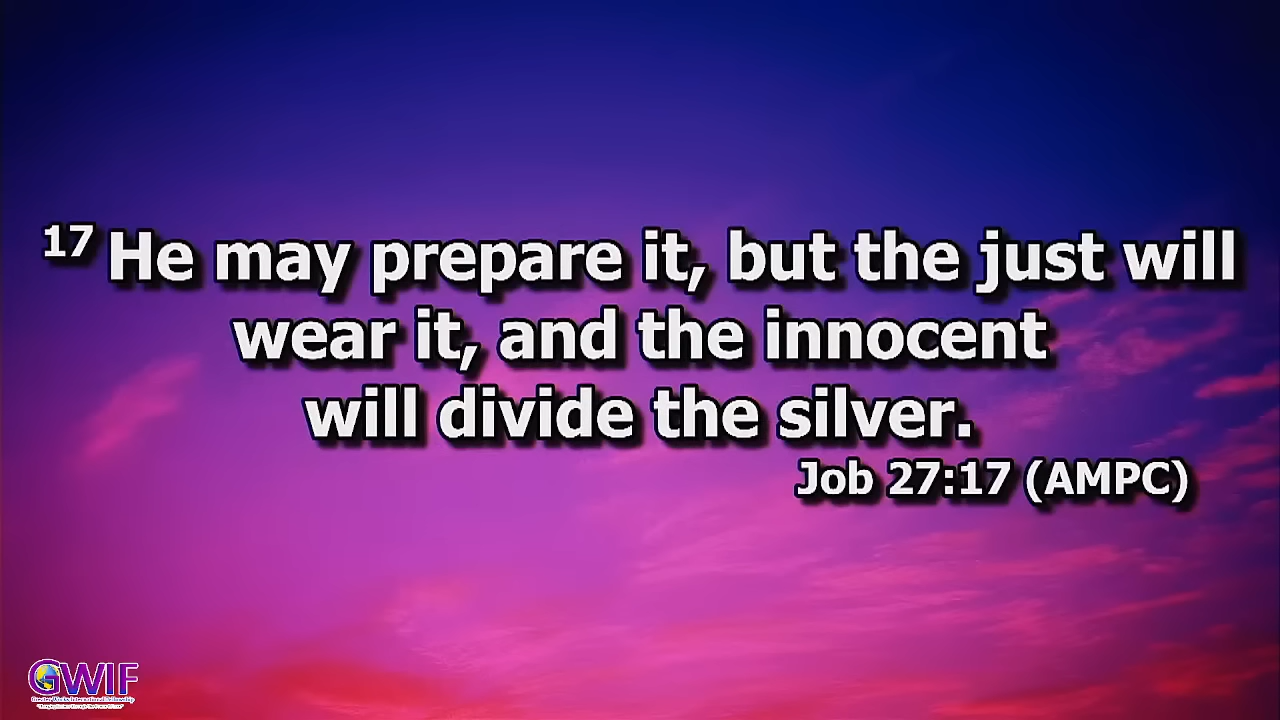 17 He may prepare it, but the just will
wear it, and the innocent
will divide the silver.
Job 27:17 (AMPC)
GWIF